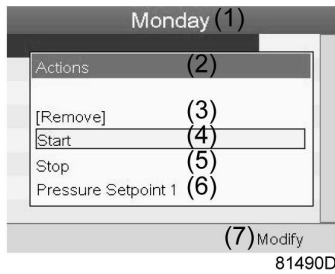 Monday (1)
Actions (2)
[Remove] (3)
Start (4)
Stop (5)
Pressure Setpoint 1 (6)
(7) Modify
81490D